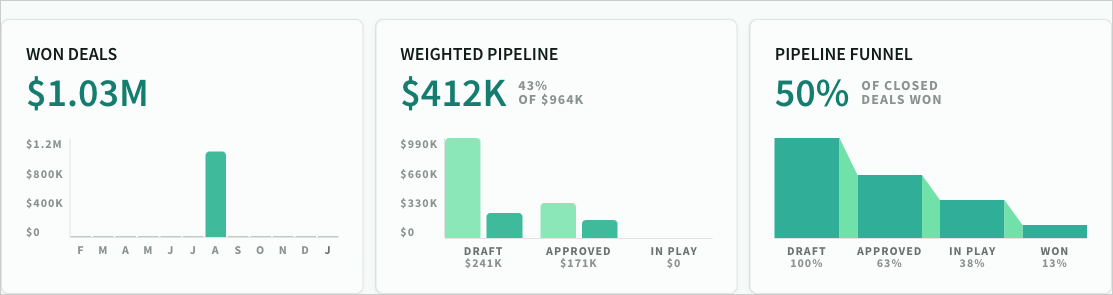 WON DEALS
$1.03M
$1.2M
$800K
$400K
$0
F M A M J J A S O N D J
WEIGHTED PIPELINE
$412K
43%
OF $964K
$990K
$660K
$330K
$0
DRAFT APPROVED IN PLAY
$241K $171K $0
PIPELINE FUNNEL
50%
OF CLOSED
DEALS WON
DRAFT APPROVED IN PLAY WON
100% 63% 38% 13%